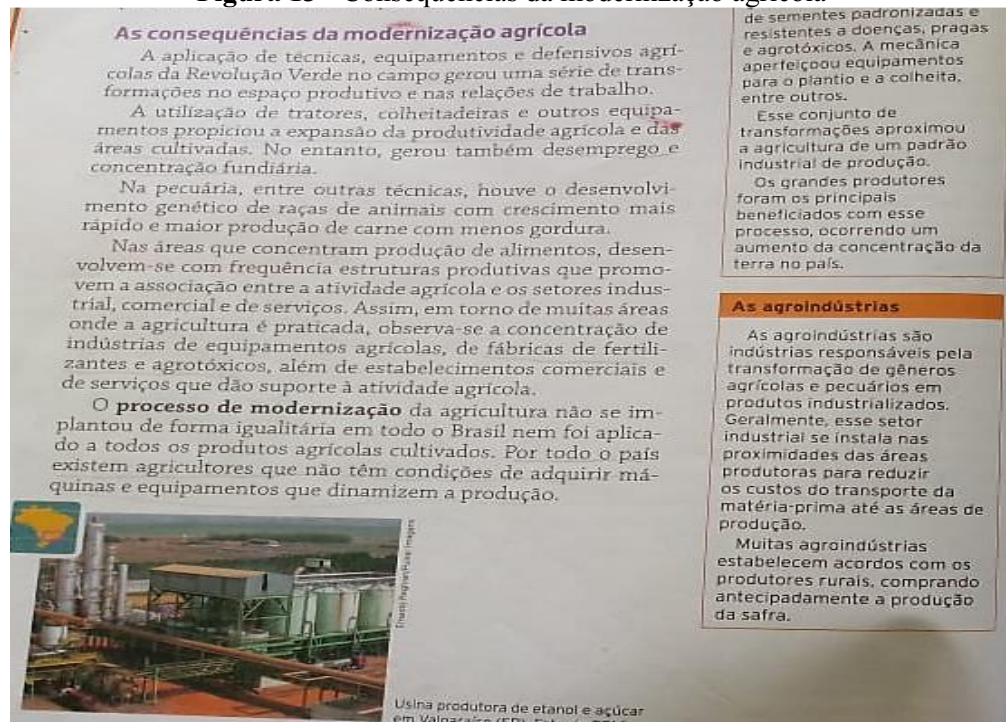 As consequências da modernização agrícola
A aplicação de técnicas, equipamentos e defensivos agrí-
colas da Revolução Verde no campo gerou uma série de trans-
formações no espaço produtivo e nas relações de trabalho.
A utilização de tratores, colheitadeiras e outros equipa-
mentos propiciou a expansão da produtividade agrícola e das
áreas cultivadas. No entanto, gerou também desemprego e
concentração fundiária.
Na pecuária, entre outras técnicas, houve o desenvolvi-
mento genético de raças de animais com crescimento mais
rápido e maior produção de carne com menos gordura.
Nas áreas que concentram produção de alimentos, desen-
volvem-se com frequência estruturas produtivas que promo-
vem a associação entre a atividade agrícola e os setores indus-
trial, comercial e de serviços. Assim, em torno de muitas áreas
onde a agricultura é praticada, observa-se a concentração de
indústrias de equipamentos agrícolas, de fábricas de fertili-
zantes e agrotóxicos, além de estabelecimentos comerciais e
de serviços que dão suporte à atividade agrícola.
O processo de modernização da agricultura não se im-
plantou de forma igualitária em todo o Brasil nem foi aplica-
do a todos os produtos agrícolas cultivados. Por todo o país
existem agricultores que não têm condições de adquirir má-
quinas e equipamentos que dinamizem a produção.
Usina produtora de etanol e açúcar
em Valparaíso (SP).
de sementes padronizadas e
resistentes a doenças, pragas
e agrotóxicos. A mecânica
aperfeiçoou equipamentos
para o plantio e a colheita,
entre outros.
Esse conjunto de
transformações aproximou
a agricultura de um padrão
industrial de produção.
Os grandes produtores
foram os principais
beneficiados com esse
processo, ocorrendo um
aumento da concentração da
terra no país.
As agroindústrias
As agroindústrias são
indústrias responsáveis pela
transformação de gêneros
agrícolas e pecuários em
produtos industrializados.
Geralmente, esse setor
industrial se instala nas
proximidades das áreas
produtoras para reduzir
os custos do transporte da
matéria-prima até as áreas de
produção.
Muitas agroindústrias
estabelecem acordos com os
produtores rurais, comprando
antecipadamente a produção
da safra.